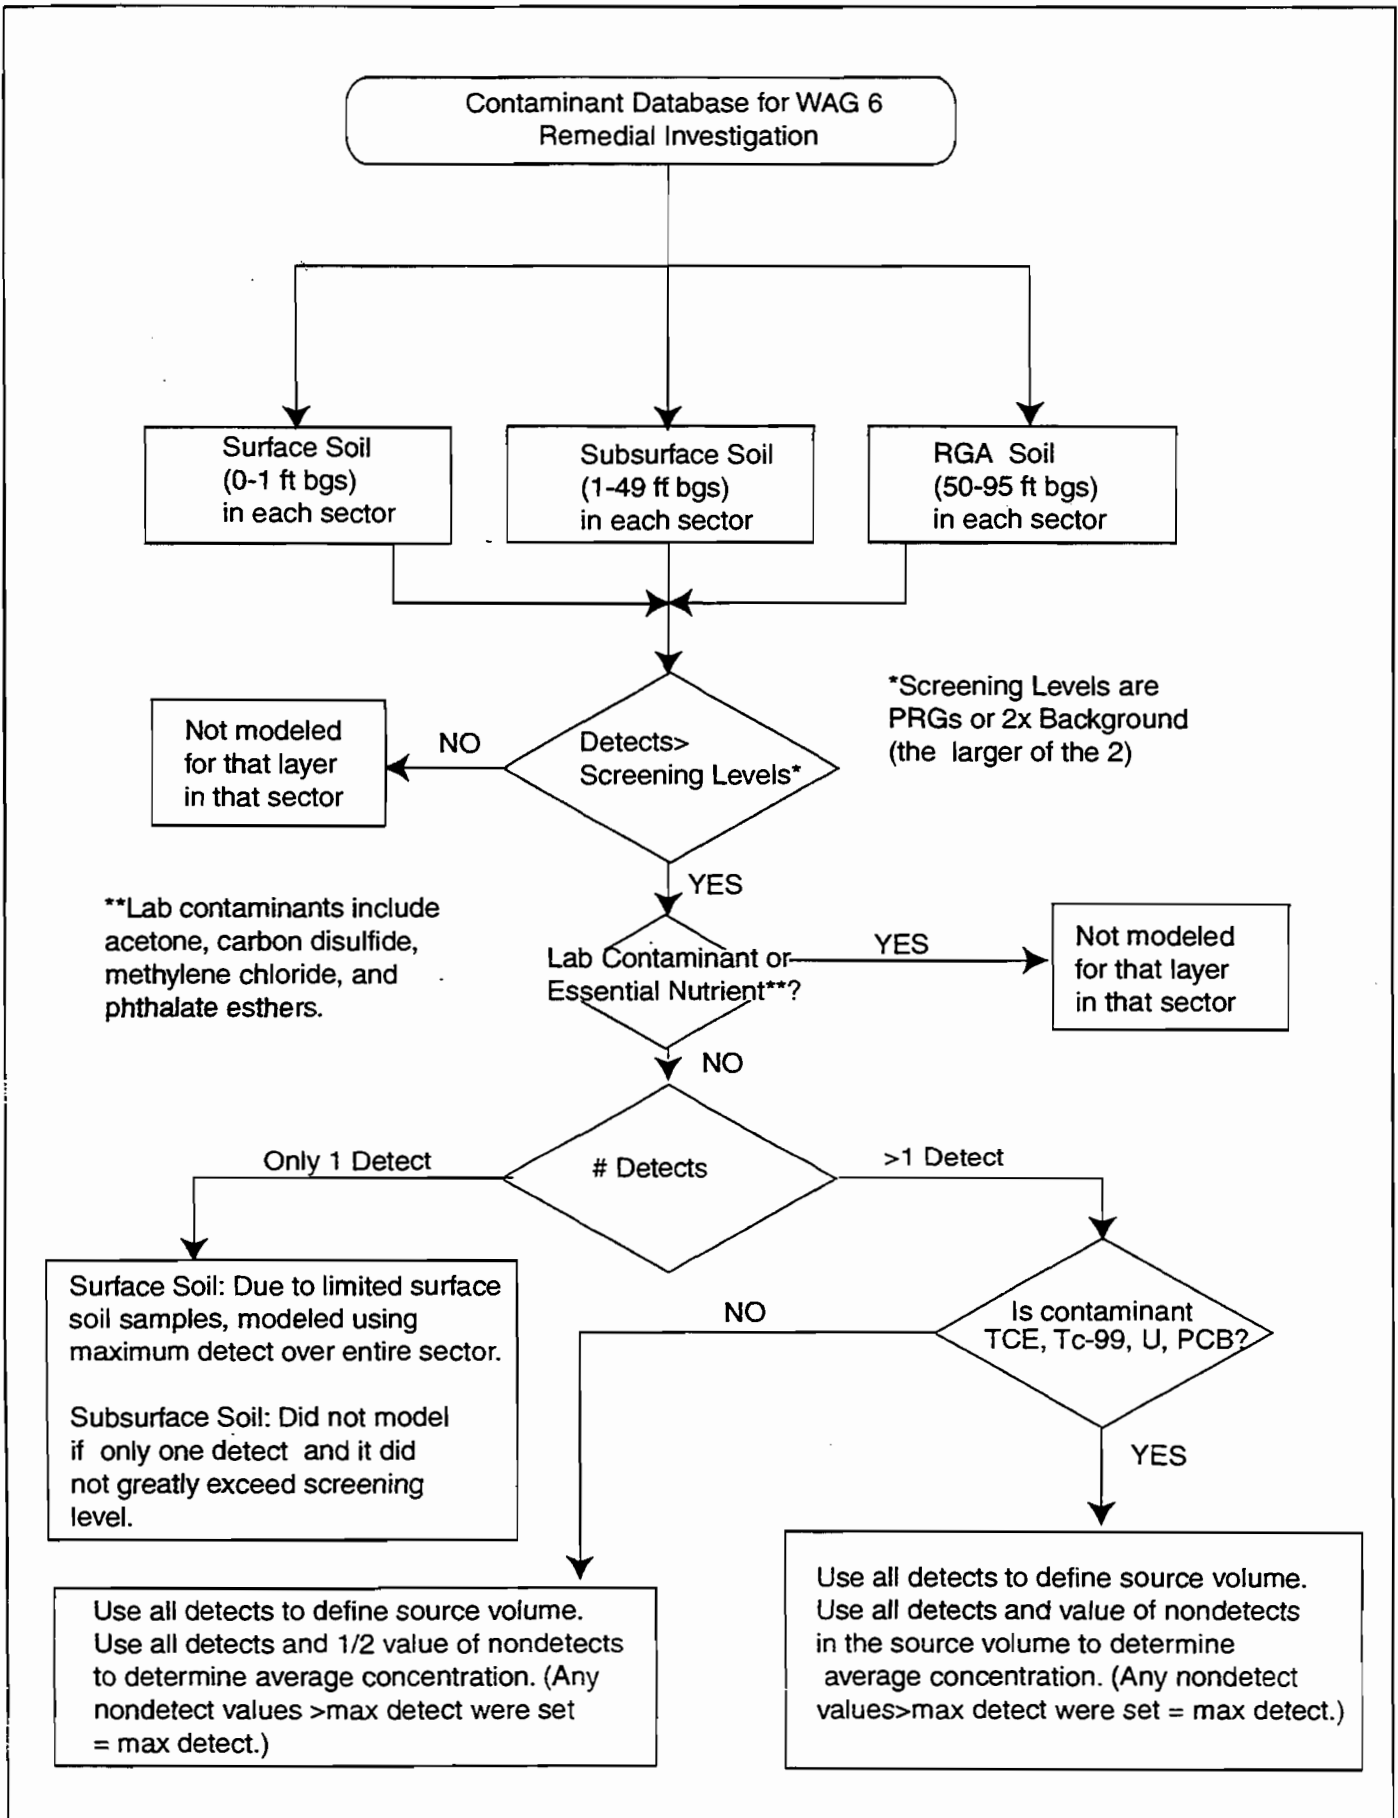 Contaminant Database for WAG 6
Remedial Investigation
Surface Soil
(0-1 ft bgs)
in each sector
Subsurface Soil
(1-49 ft bgs)
in each sector
RGA Soil
(50-95 ft bgs)
in each sector
*Screening Levels are
PRGs or 2x Background
(the larger of the 2)
Not modeled
for that layer
in that sector
NO
Detects>
Screening Levels*
YES
**Lab contaminants include
acetone, carbon disulfide,
methylene chloride, and
phthalate esthers.
Lab Contaminant or
Essential Nutrient**?
YES
Not modeled
for that layer
in that sector
NO
Only 1 Detect
# Detects
>1 Detect
Surface Soil: Due to limited surface
soil samples, modeled using
maximum detect over entire sector.
Subsurface Soil: Did not model
if only one detect and it did
not greatly exceed screening
level.
NO
Is contaminant
TCE, Tc-99, U, PCB?
YES
Use all detects to define source volume.
Use all detects and 1/2 value of nondetects
to determine average concentration. (Any
nondetect values >max detect were set
= max detect.)
Use all detects to define source volume.
Use all detects and value of nondetects
in the source volume to determine
average concentration. (Any nondetect
values>max detect were set = max detect.)